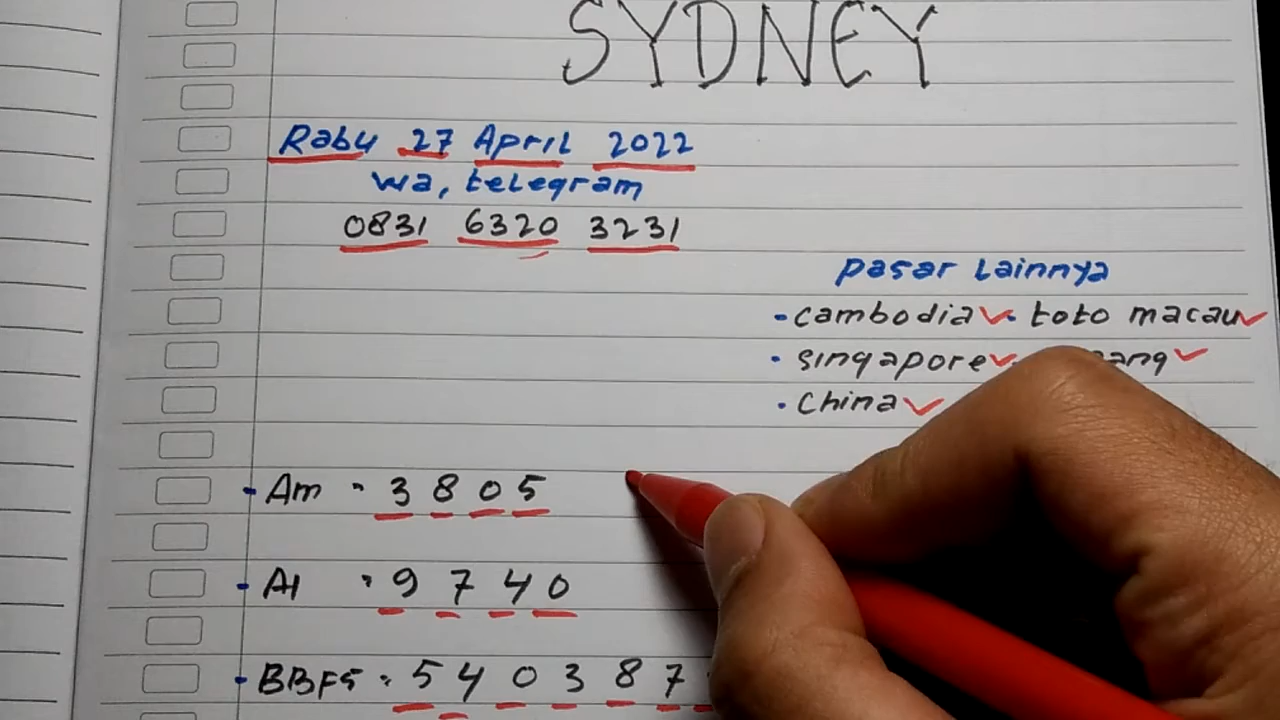 SYDNEY
Rabu 27 April 2022
wa, telegram
0831 6320 3231
pasar lainnya
• cambodia • toto macau
• singapore
• China
• Am = 3 8 0 5
• AI = 9 7 4 0
• BBFS = 5 4 0 3 8 7